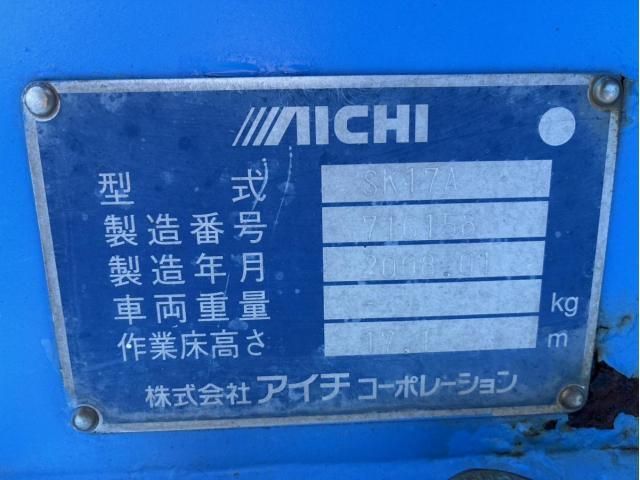 AICHI
型式 SK17A
製造番号
製造年月 2008.01
車両重量 kg
作業床高さ m
株式会社 アイチ コーポレーション